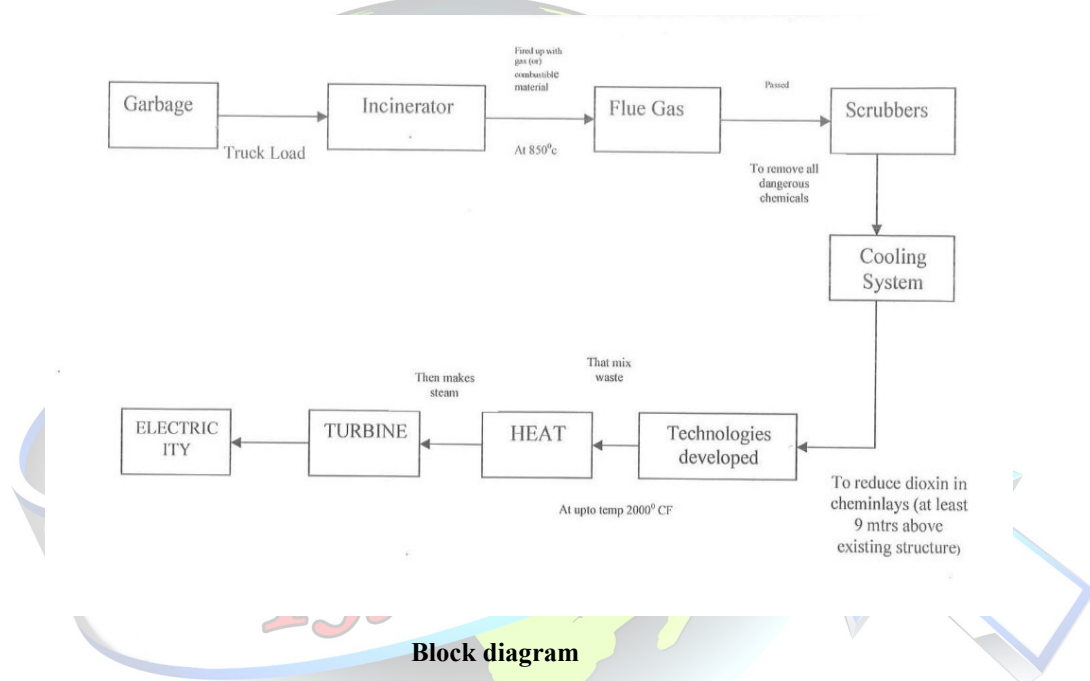 Garbage
Truck Load
Incinerator
Fired up with
gas (or)
combustible
material
At 850⁰c
Flue Gas
Passed
To remove all
dangerous
chemicals
Scrubbers
Cooling
System
To reduce dioxin in
cheminlays (at least
9 mtrs above
existing structure)
Technologies
developed
That mix
waste
At upto temp 2000⁰ CF
HEAT
Then makes
steam
TURBINE
ELECTRIC
ITY
Block diagram